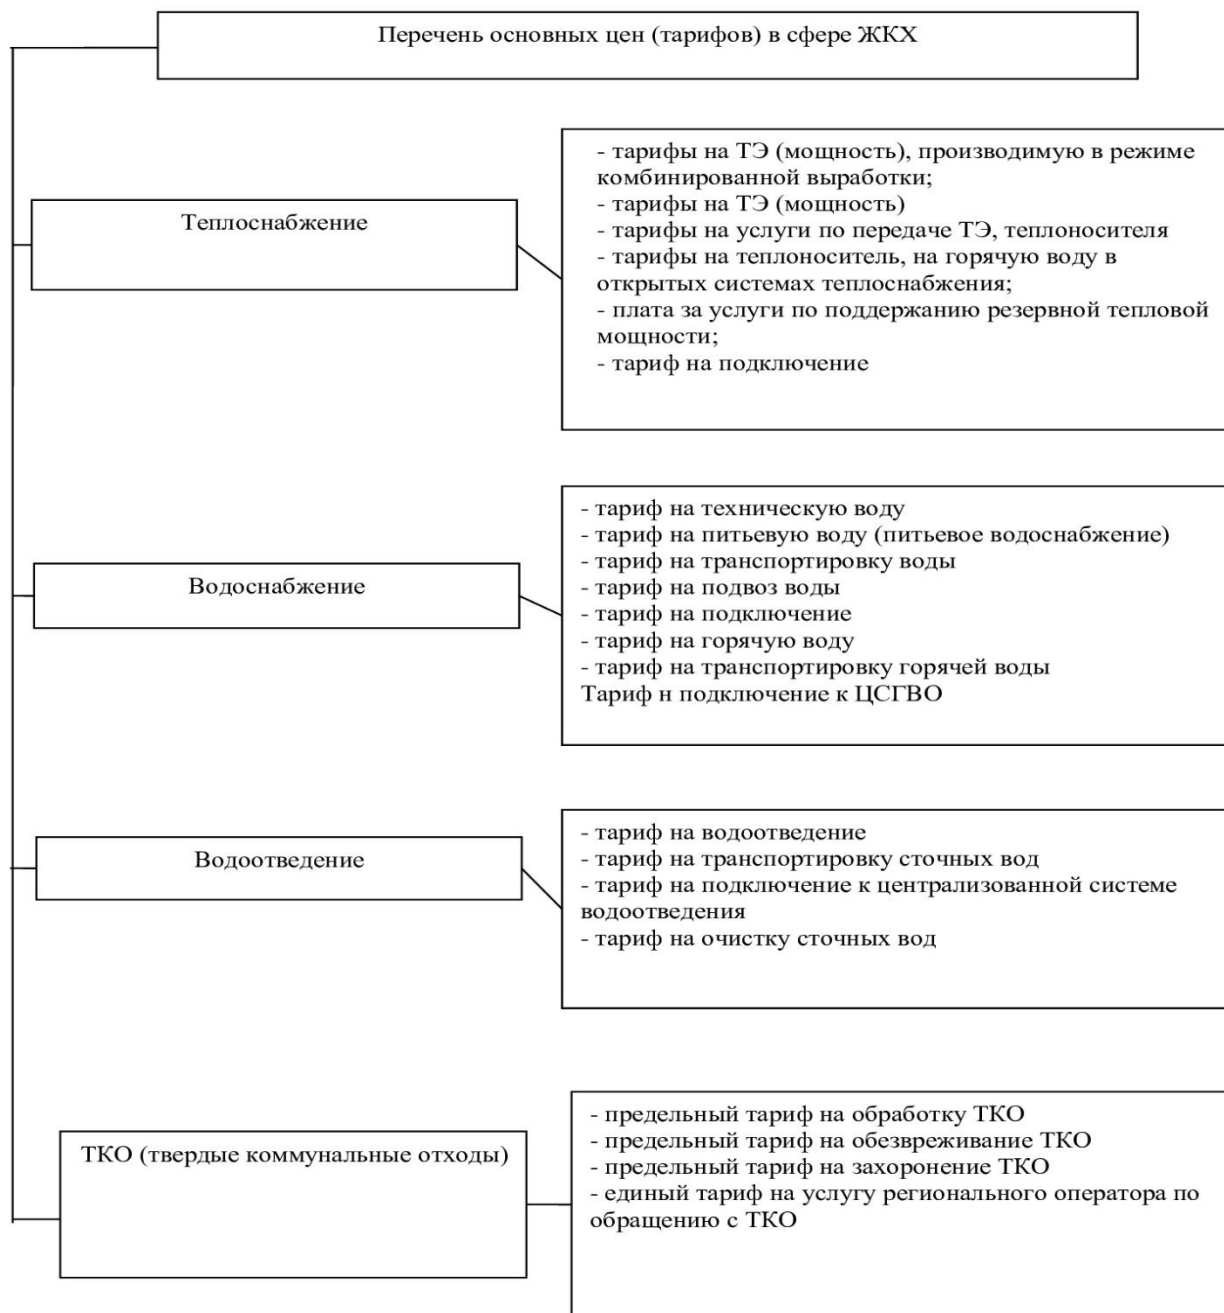 Перечень основных цен (тарифов) в сфере ЖКХ
Теплоснабжение
- тарифы на ТЭ (мощность), производимую в режиме
комбинированной выработки;
- тарифы на ТЭ (мощность)
- тарифы на услуги по передаче ТЭ, теплоносителя
- тарифы на теплоноситель, на горячую воду в
открытых системах теплоснабжения;
- плата за услуги по поддержанию резервной тепловой
мощности;
- тариф на подключение
Водоснабжение
- тариф на техническую воду
- тариф на питьевую воду (питьевое водоснабжение)
- тариф на транспортировку воды
- тариф на подвоз воды
- тариф на подключение
- тариф на горячую воду
- тариф на транспортировку горячей воды
Тариф н подключение к ЦСГВО
Водоотведение
- тариф на водоотведение
- тариф на транспортировку сточных вод
- тариф на подключение к централизованной системе
водоотведения
- тариф на очистку сточных вод
ТКО (твердые коммунальные отходы)
- предельный тариф на обработку ТКО
- предельный тариф на обезвреживание ТКО
- предельный тариф на захоронение ТКО
- единый тариф на услугу регионального оператора по
обращению с ТКО